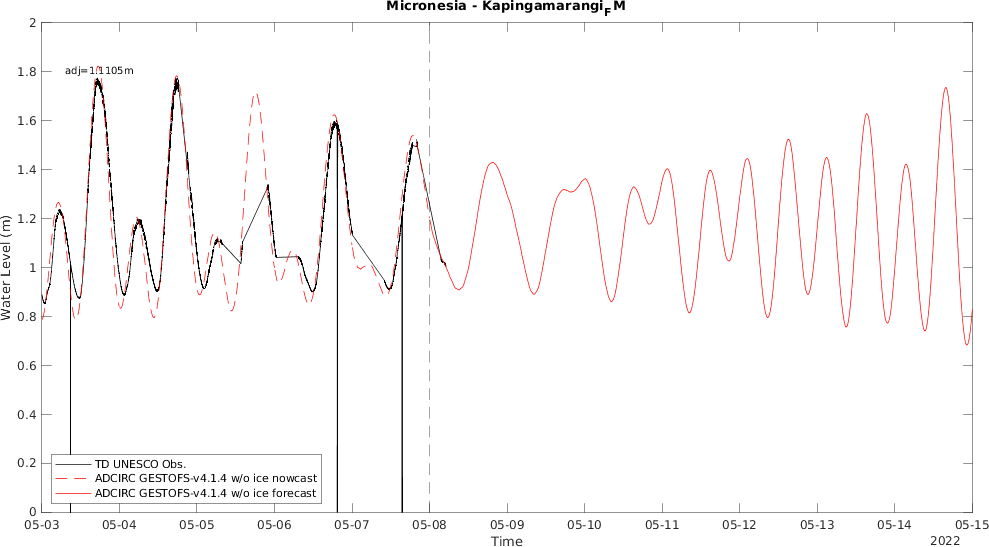 Micronesia - Kapingamarangi_FM
2
1.8
1.6
1.4
1.2
1
0.8
0.6
0.4
0.2
0
Water Level (m)
adj=1.1105m
TD UNESCO Obs.
ADCIRC GESTOFS-v4.1.4 w/o ice nowcast
ADCIRC GESTOFS-v4.1.4 w/o ice forecast
05-03 05-04 05-05 05-06 05-07 05-08 05-09 05-10 05-11 05-12 05-13 05-14 05-15
Time
2022